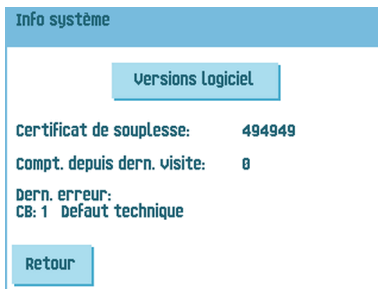 Info système
Versions logiciel
Certificat de souplesse: 494949
Compt. depuis dern. visite: 0
Dern. erreur:
CB: 1 Defaut technique
Retour